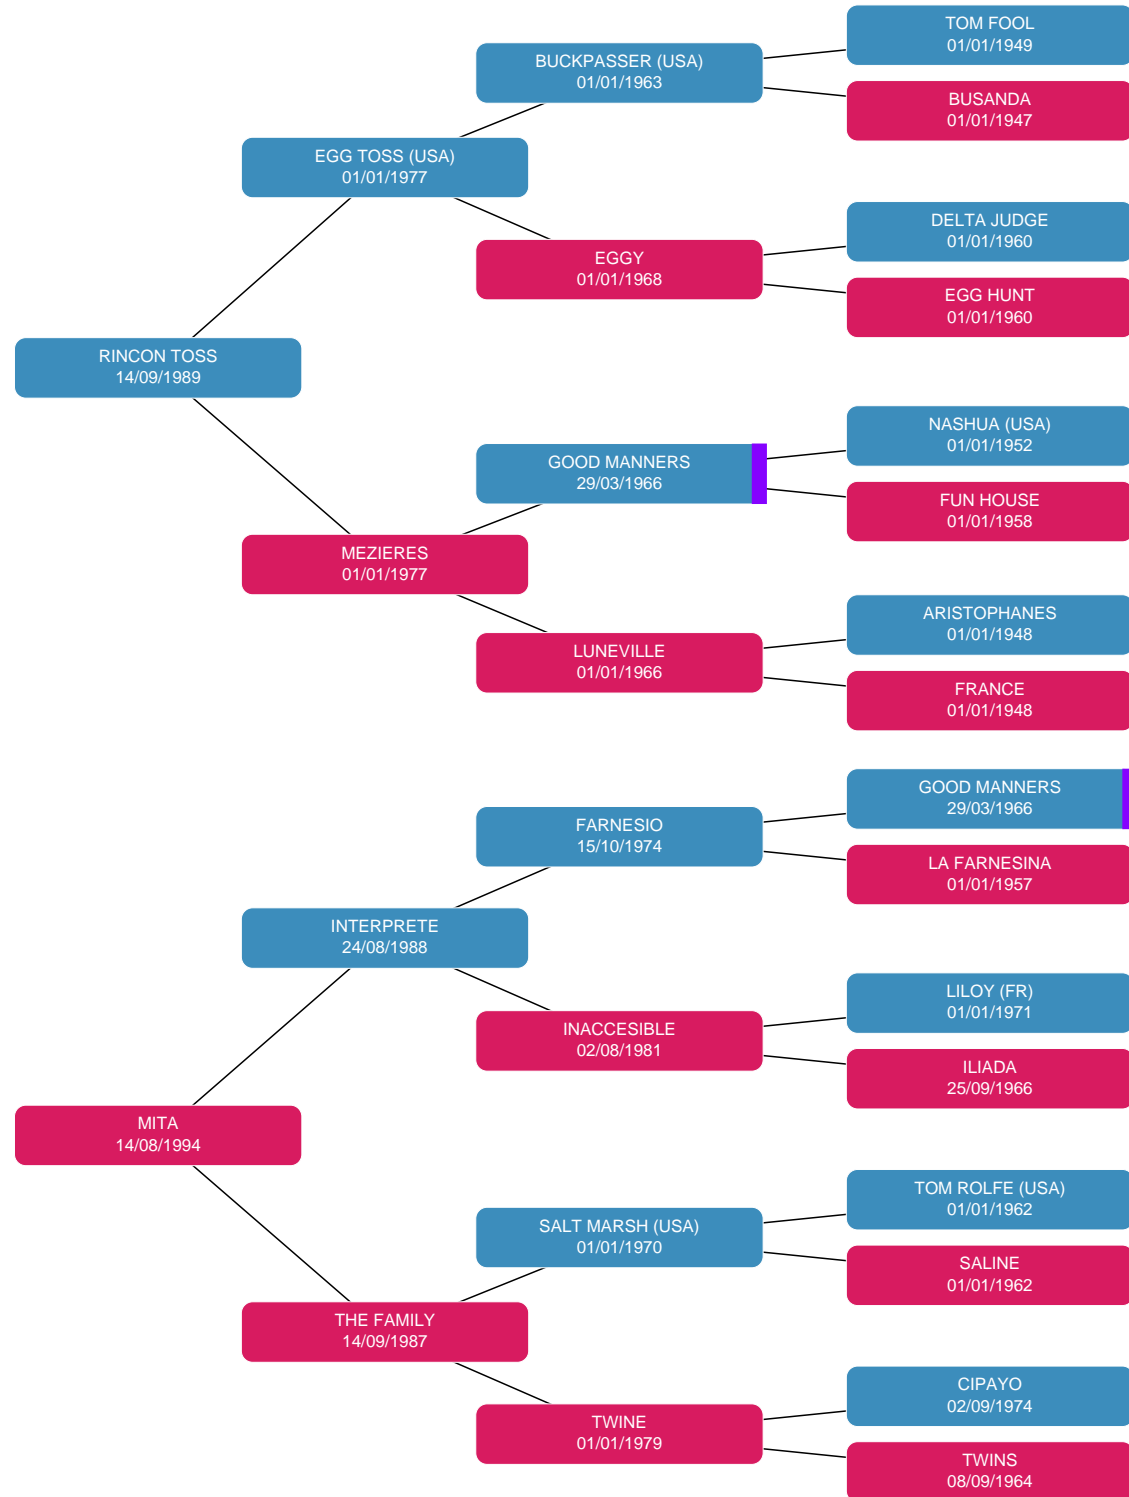 TOM FOOL
01/01/1949
BUCKPASSER (USA)
01/01/1963
BUSANDA
01/01/1947
EGG TOSS (USA)
01/01/1977
DELTA JUDGE
01/01/1960
EGGY
01/01/1968
EGG HUNT
01/01/1960
RINCON TOSS
14/09/1989
NASHUA (USA)
01/01/1952
GOOD MANNERS
29/03/1966
FUN HOUSE
01/01/1958
MEZIERES
01/01/1977
ARISTOPHANES
01/01/1948
LUNEVILLE
01/01/1966
FRANCE
01/01/1948
GOOD MANNERS
29/03/1966
FARNESIO
15/10/1974
LA FARNESINA
01/01/1957
INTERPRETE
24/08/1988
LILOY (FR)
01/01/1971
INACCESIBLE
02/08/1981
ILIADA
25/09/1966
MITA
14/08/1994
TOM ROLFE (USA)
01/01/1962
SALT MARSH (USA)
01/01/1970
SALINE
01/01/1962
THE FAMILY
14/09/1987
CIPAYO
02/09/1974
TWINE
01/01/1979
TWINS
08/09/1964